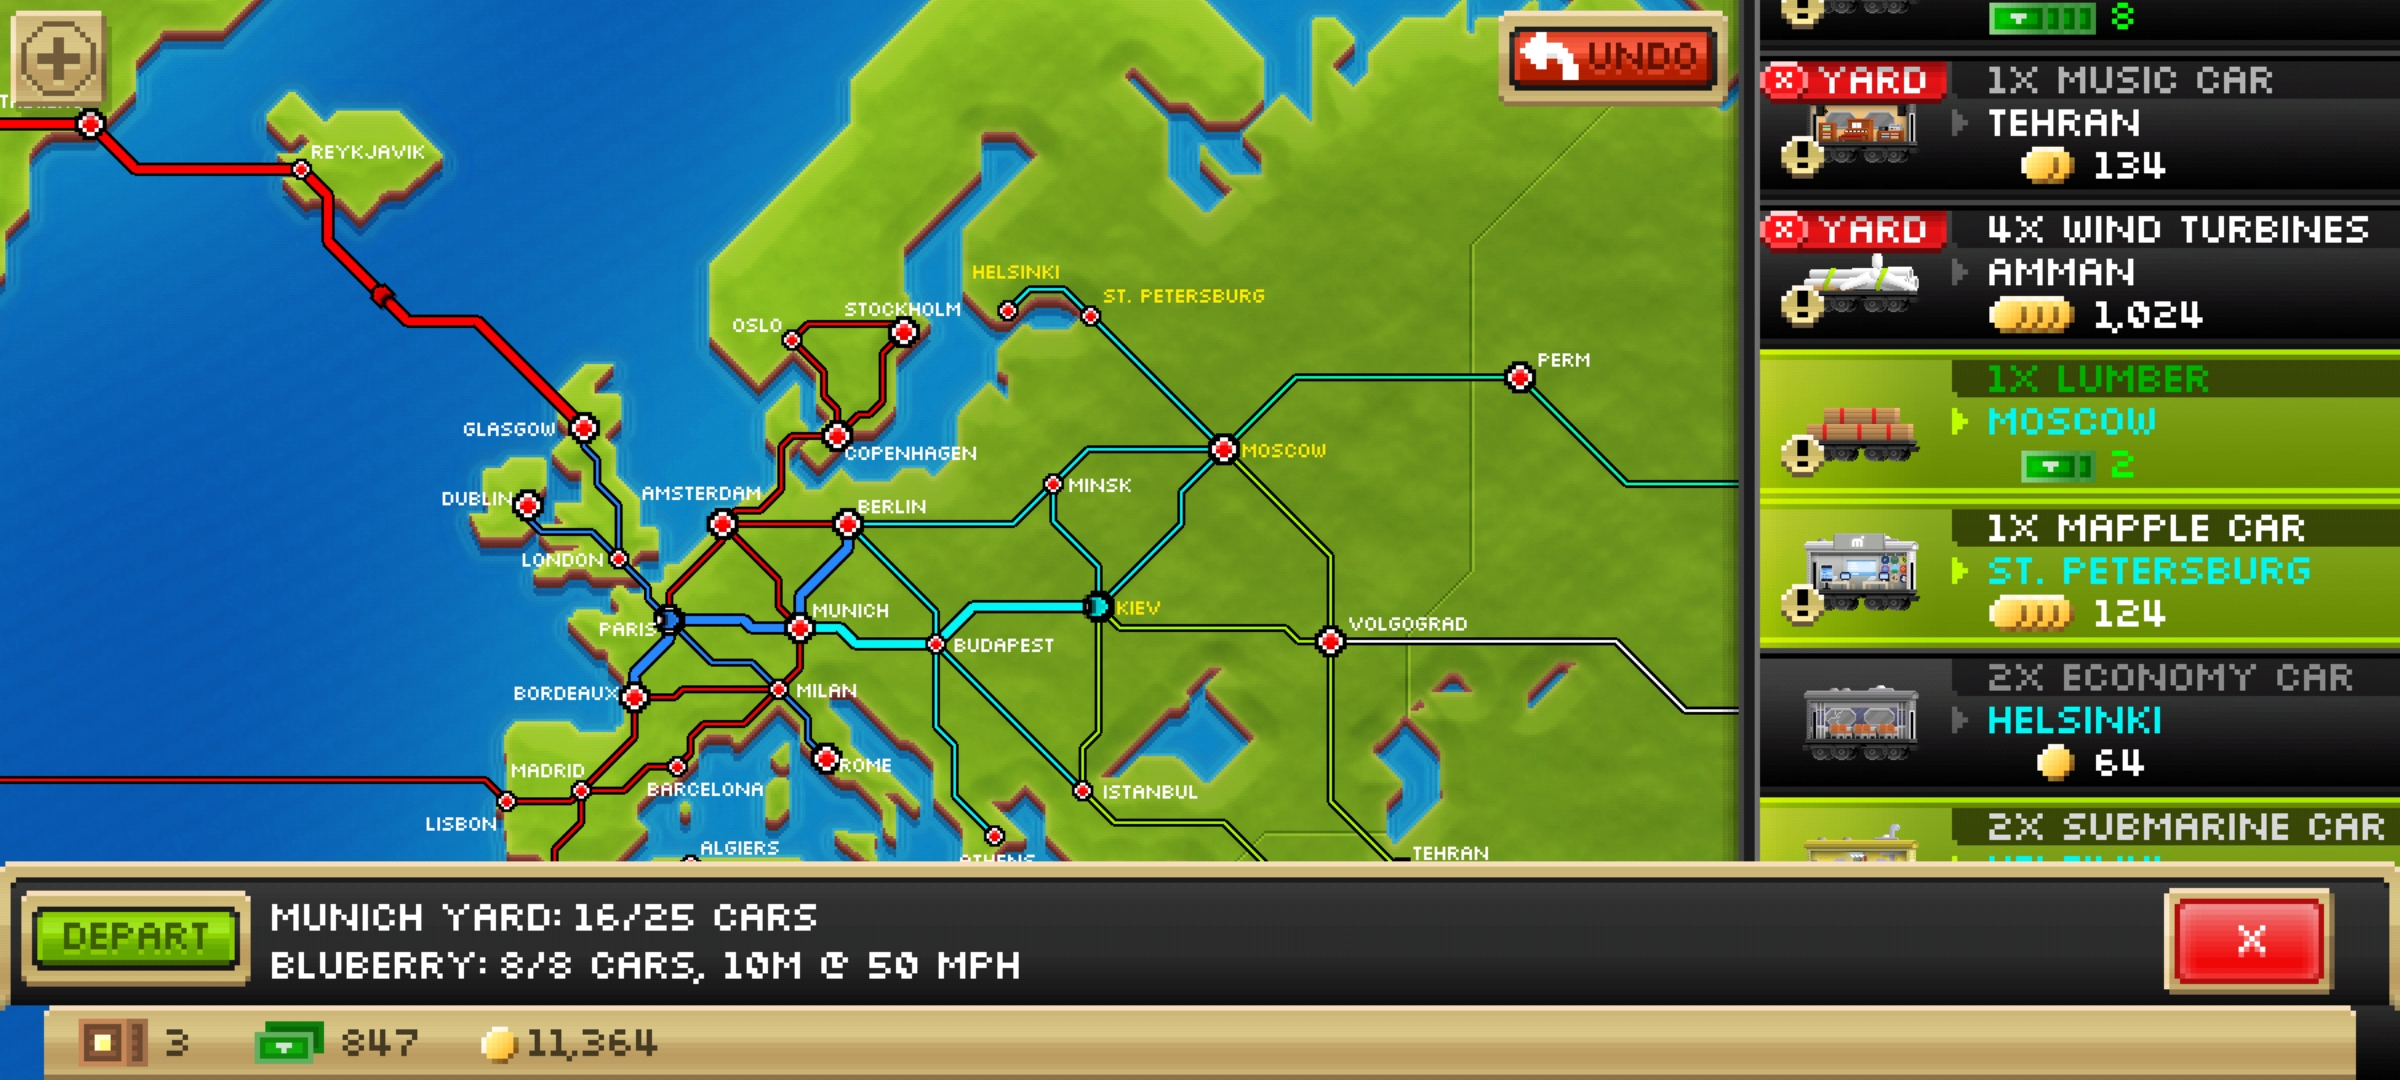 UNDO
REYKJAVIK
HELSINKI
ST. PETERSBURG
STOCKHOLM
OSLO
PERM
GLASGOW
COPENHAGEN
MOSCOW
MINSK
DUBLIN
AMSTERDAM
BERLIN
LONDON
MUNICH
KIEV
PARIS
VOLGOGRAD
BUDAPEST
BORDEAUX
MILAN
ROME
MADRID
BARCELONA
ISTANBUL
LISBON
ALGIERS
ATHENS
TEHRAN
8
YARD
1X MUSIC CAR
TEHRAN
134
YARD
4X WIND TURBINES
AMMAN
1,024
1X LUMBER
MOSCOW
2
1X MAPPLE CAR
ST. PETERSBURG
124
2X ECONOMY CAR
HELSINKI
64
2X SUBMARINE CAR
DEPART
MUNICH YARD: 16/25 CARS
BLUBERRY: 8/8 CARS, 10M @ 50 MPH
X
3
847
11,364